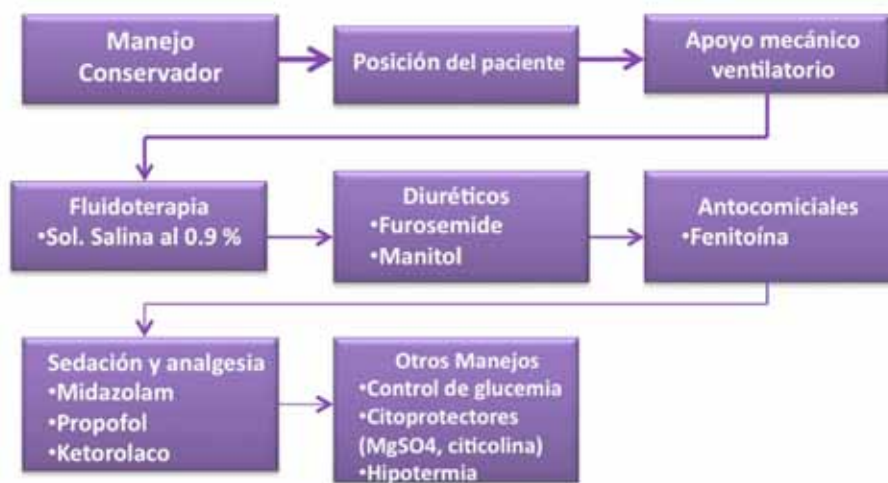 Manejo
Conservador
Posición del paciente
Apoyo mecánico
ventilatorio
Fluidoterapia
•Sol. Salina al 0.9 %
Diuréticos
•Furosemide
•Manitol
Antocomiciales
•Fenitoína
Sedación y analgesia
•Midazolam
•Propofol
•Ketorolaco
Otros Manejos
•Control de glucemia
•Citoprotectores
(MgSO4, citicolina)
•Hipotermia